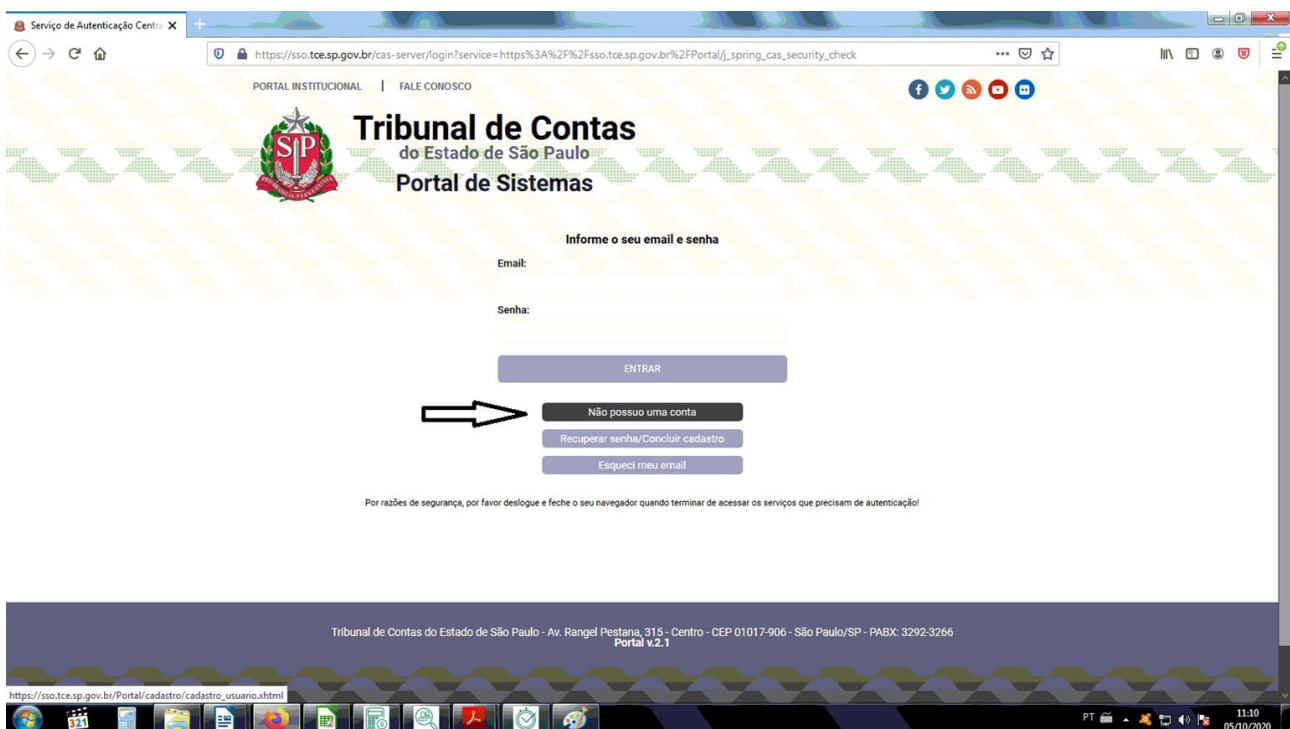 Serviço de Autenticação Centra
https://sso.tce.sp.gov.br/cas-server/login?service=https%3A%2F%2Fsso.tce.sp.gov.br%2FPortal/j_spring_cas_security_check
PORTAL INSTITUCIONAL | FALE CONOSCO
SP
Tribunal de Contas
do Estado de São Paulo
Portal de Sistemas
Informe o seu email e senha
Email:
Senha:
ENTRAR
Não possuo uma conta
Recuperar senha/Concluir cadastro
Esqueci meu email
Por razões de segurança, por favor deslogue e feche o seu navegador quando terminar de acessar os serviços que precisam de autenticação!
Tribunal de Contas do Estado de São Paulo - Av. Rangel Pestana, 315 - Centro - CEP 01017-906 - São Paulo/SP - PABX: 3292-3266
Portal v.2.1
https://sso.tce.sp.gov.br/Portal/cadastro/cadastro_usuario.xhtml
321
PT
11:10
05/10/2020